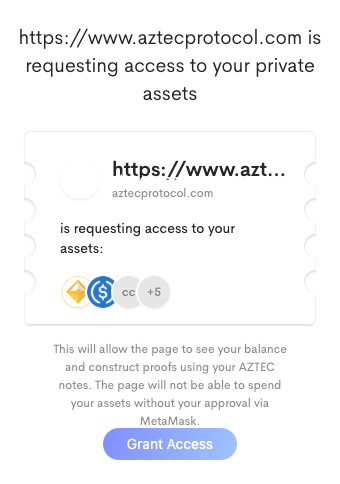 https://www.aztecprotocol.com is
requesting access to your private
assets
https://www.azt...
aztecprotocol.com
is requesting access to your
assets:
cc +5
This will allow the page to see your balance
and construct proofs using your AZTEC
notes. The page will not be able to spend
your assets without your approval via
MetaMask.
Grant Access